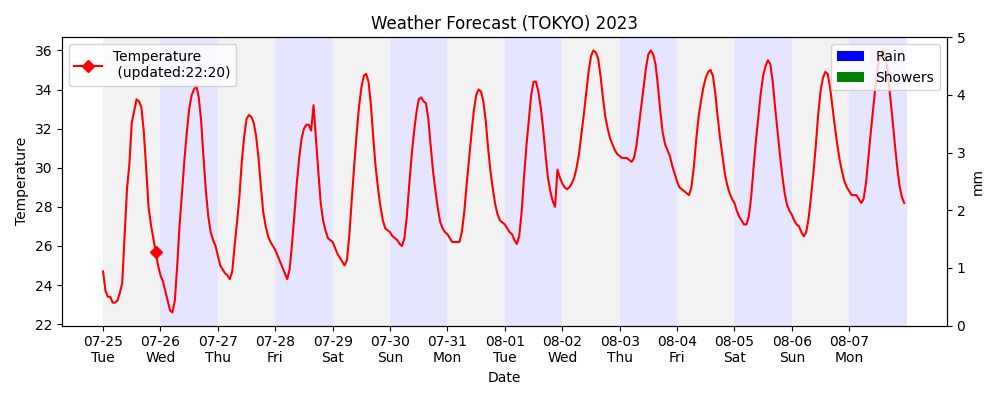 Weather Forecast (TOKYO) 2023
Temperature
(updated:22:20)
Rain
Showers
Temperature
36
34
32
30
28
26
24
22
5
4
3
2
1
0
mm
07-25 07-26 07-27 07-28 07-29 07-30 07-31 08-01 08-02 08-03 08-04 08-05 08-06 08-07
Tue Wed Thu Fri Sat Sun Mon Tue Wed Thu Fri Sat Sun Mon
Date